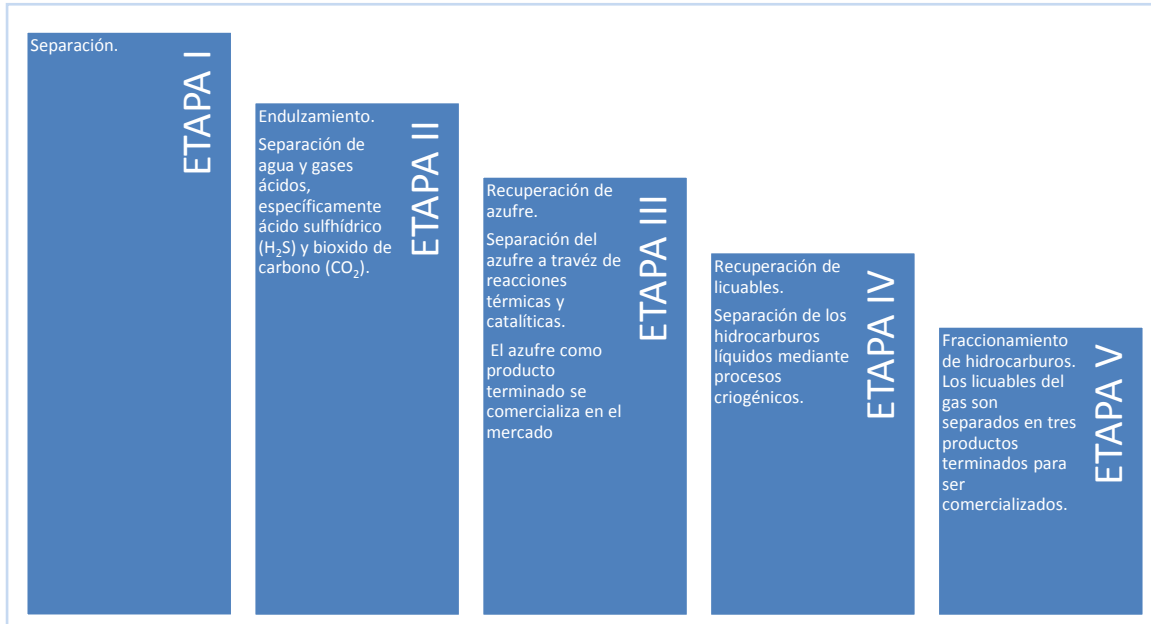 Separación.
ETAPA I
Endulzamiento.
Separación de
agua y gases
ácidos,
específicamente
ácido sulfhídrico
(H₂S) y bioxido de
carbono (CO₂).
ETAPA II
Recuperación de
azufre.
Separación del
azufre a travéz de
reacciones
térmicas y
catalíticas.
El azufre como
producto
terminado se
comercializa en el
mercado
ETAPA III
Recuperación de
licuables.
Separación de los
hidrocarburos
líquidos mediante
procesos
criogénicos.
ETAPA IV
Fraccionamiento
de hidrocarburos.
Los licuables del
gas son
separados en tres
productos
terminados para
ser
comercializados.
ETAPA V